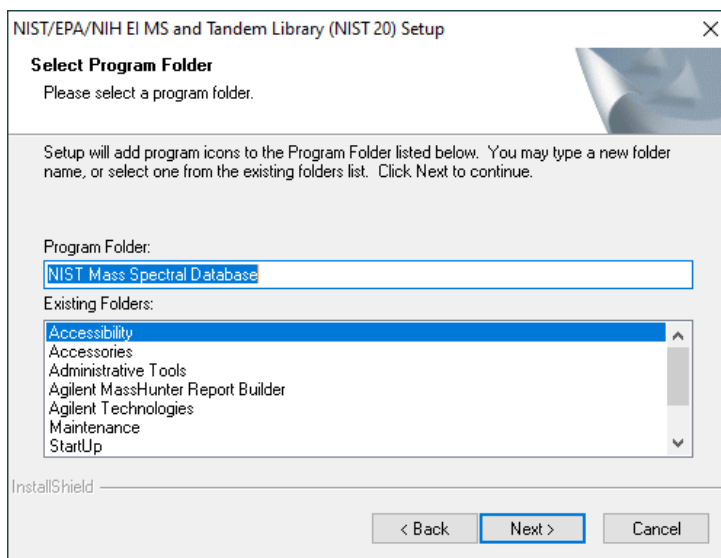 NIST/EPA/NIH EI MS and Tandem Library (NIST 20) Setup
Select Program Folder
Please select a program folder.
Setup will add program icons to the Program Folder listed below.  You may type a new folder
name, or select one from the existing folders list.  Click Next to continue.
Program Folder:
NIST Mass Spectral Database
Existing Folders:
Accessibility
Accessories
Administrative Tools
Agilent MassHunter Report Builder
Agilent Technologies
Maintenance
StartUp
InstallShield
< Back
Next >
Cancel